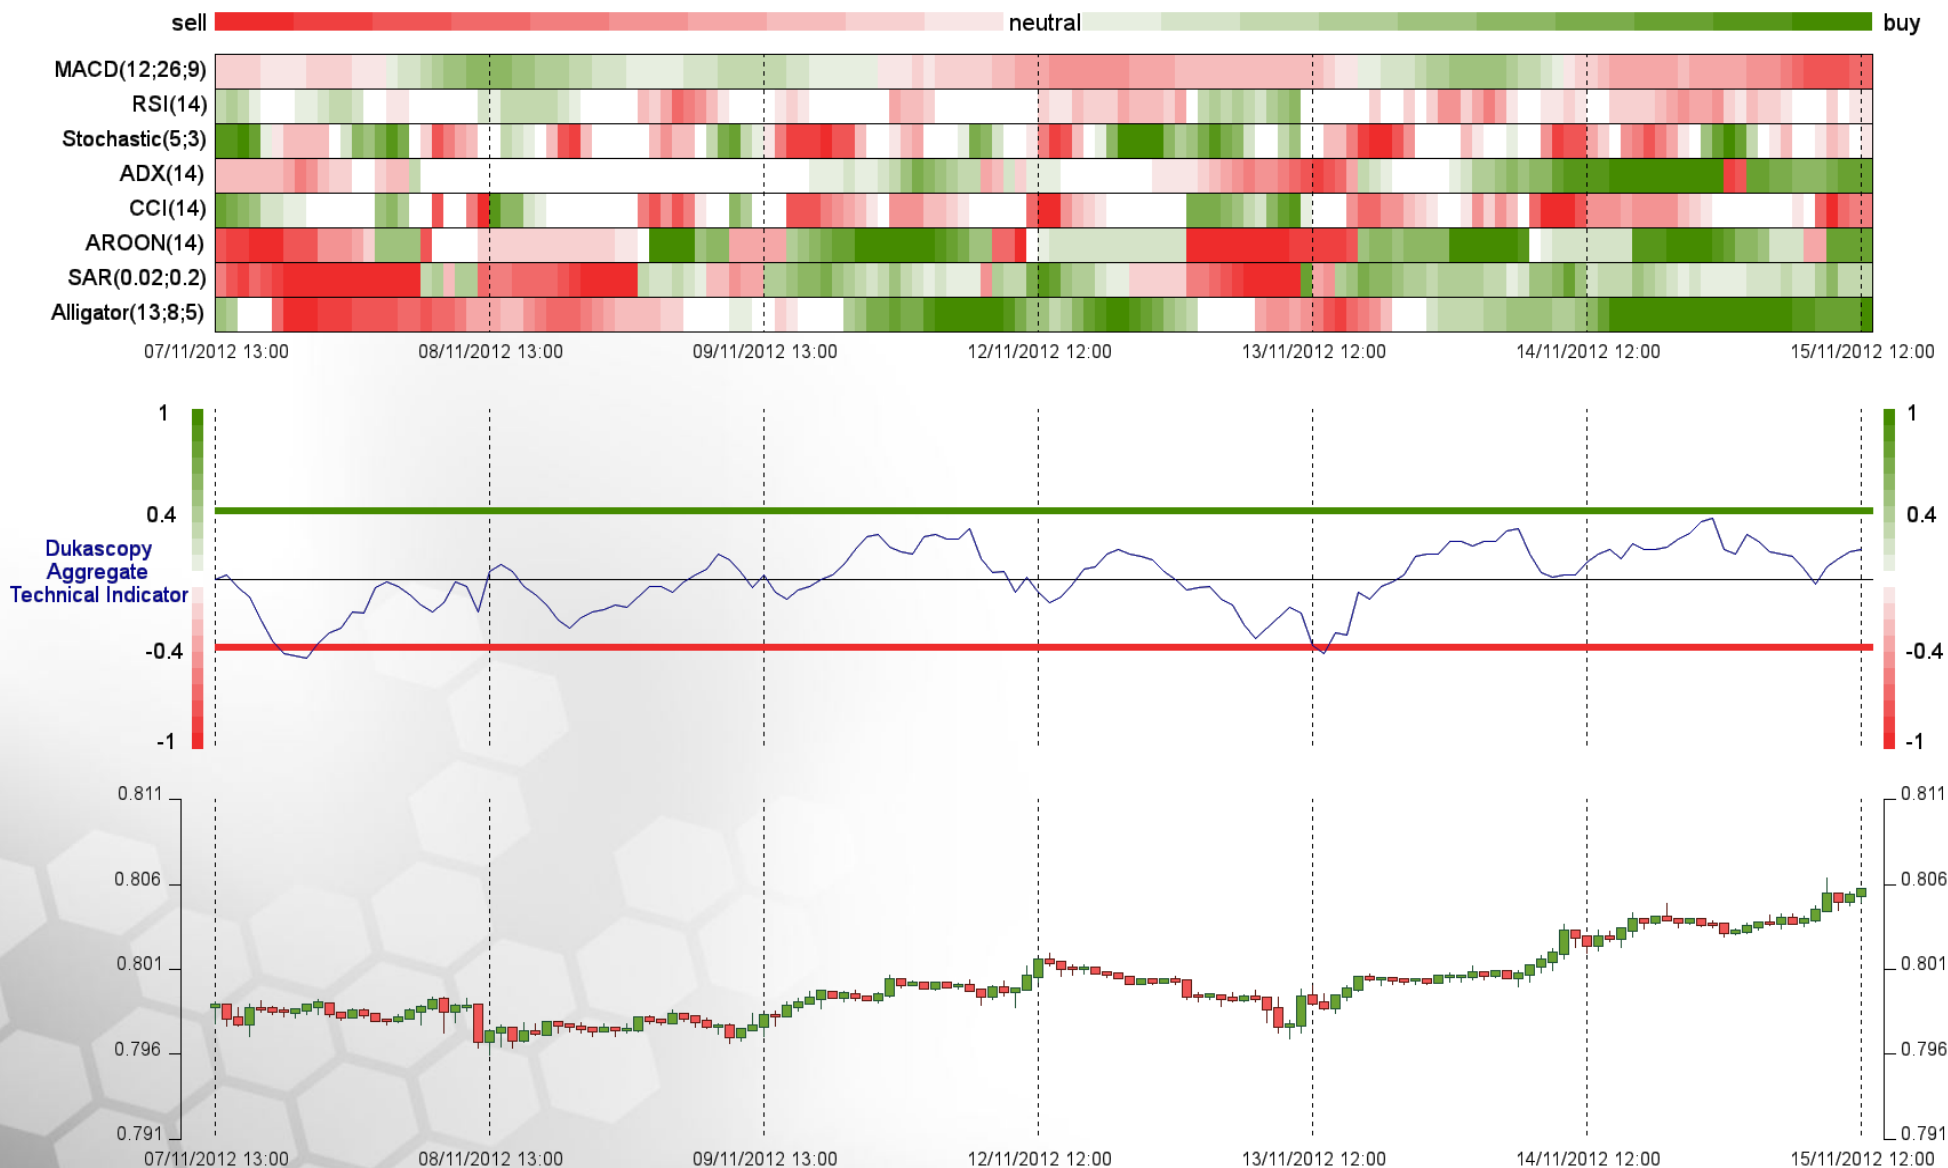 sell neutral buy
MACD(12;26;9)
RSI(14)
Stochastic(5;3)
ADX(14)
CCI(14)
AROON(14)
SAR(0.02;0.2)
Alligator(13;8;5)
07/11/2012 13:00 08/11/2012 13:00 09/11/2012 13:00 12/11/2012 12:00 13/11/2012 12:00 14/11/2012 12:00 15/11/2012 12:00
1 1
0.4 0.4
Dukascopy
Aggregate
Technical Indicator
-0.4 -0.4
-1 -1
0.811 0.811
0.806 0.806
0.801 0.801
0.796 0.796
0.791 0.791
07/11/2012 13:00 08/11/2012 13:00 09/11/2012 13:00 12/11/2012 12:00 13/11/2012 12:00 14/11/2012 12:00 15/11/2012 12:00